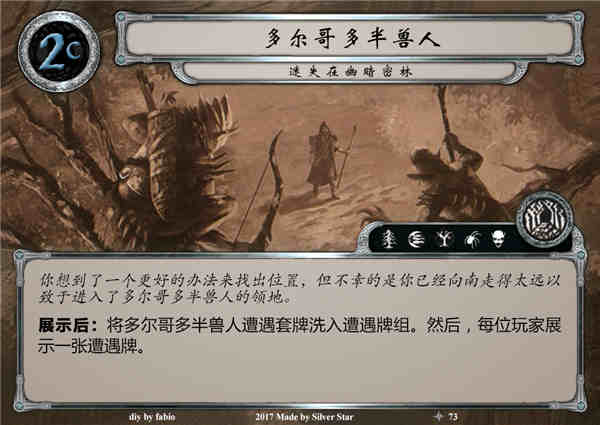 2C
多尔哥多半兽人
迷失在幽暗密林
你想到了一个更好的办法来找出位置，但不幸的是你已经向南走得太远以
致于进入了多尔哥多半兽人的领地。
展示后：将多尔哥多半兽人遭遇套牌洗入遭遇牌组。然后，每位玩家展
示一张遭遇牌。
diy by fabio 2017 Made by Silver Star 73